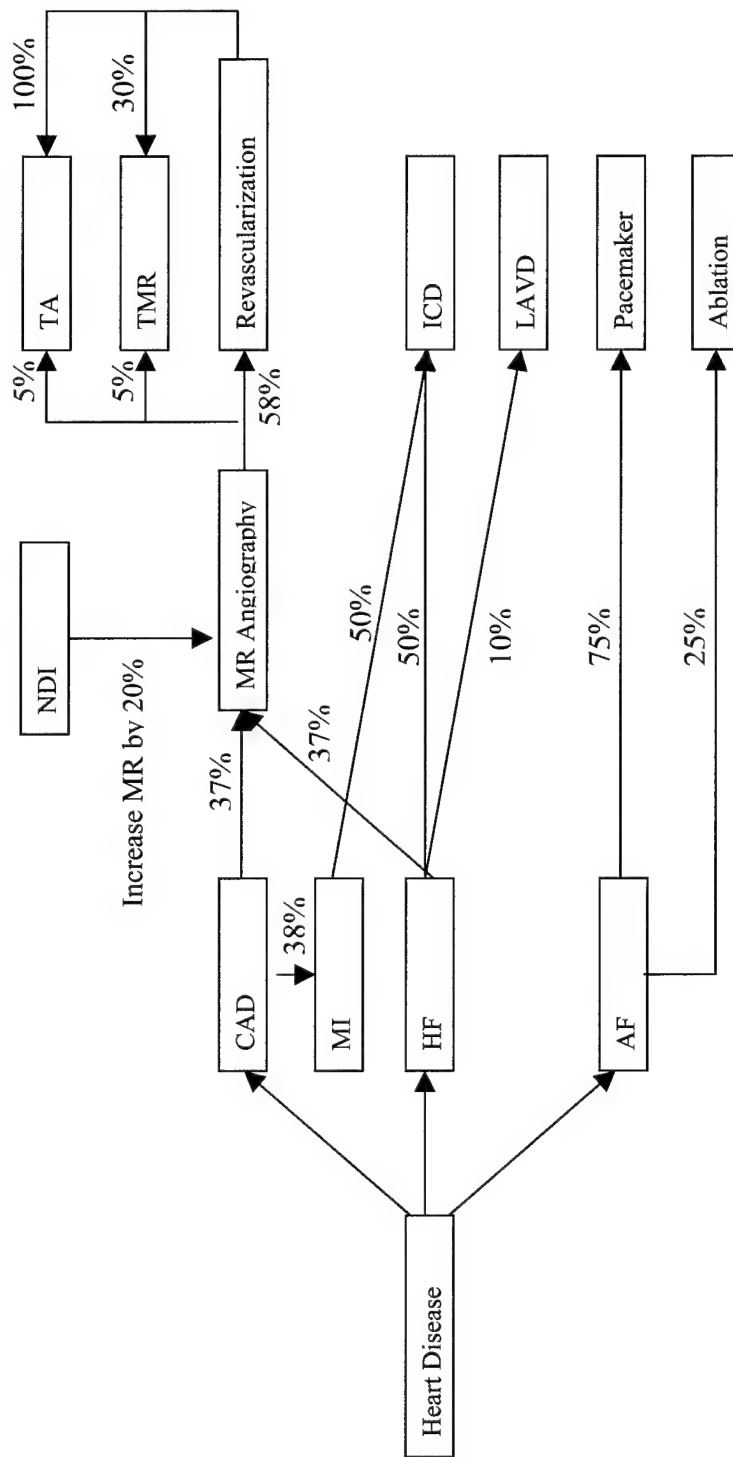 NDI
Increase MR by 20%
TA
100%
5%
TMR
30%
5%
CAD
37%
MR Angiography
58%
Revascularization
38%
MI
37%
50%
HF
50%
ICD
Heart Disease
10%
LAVD
AF
75%
Pacemaker
25%
Ablation